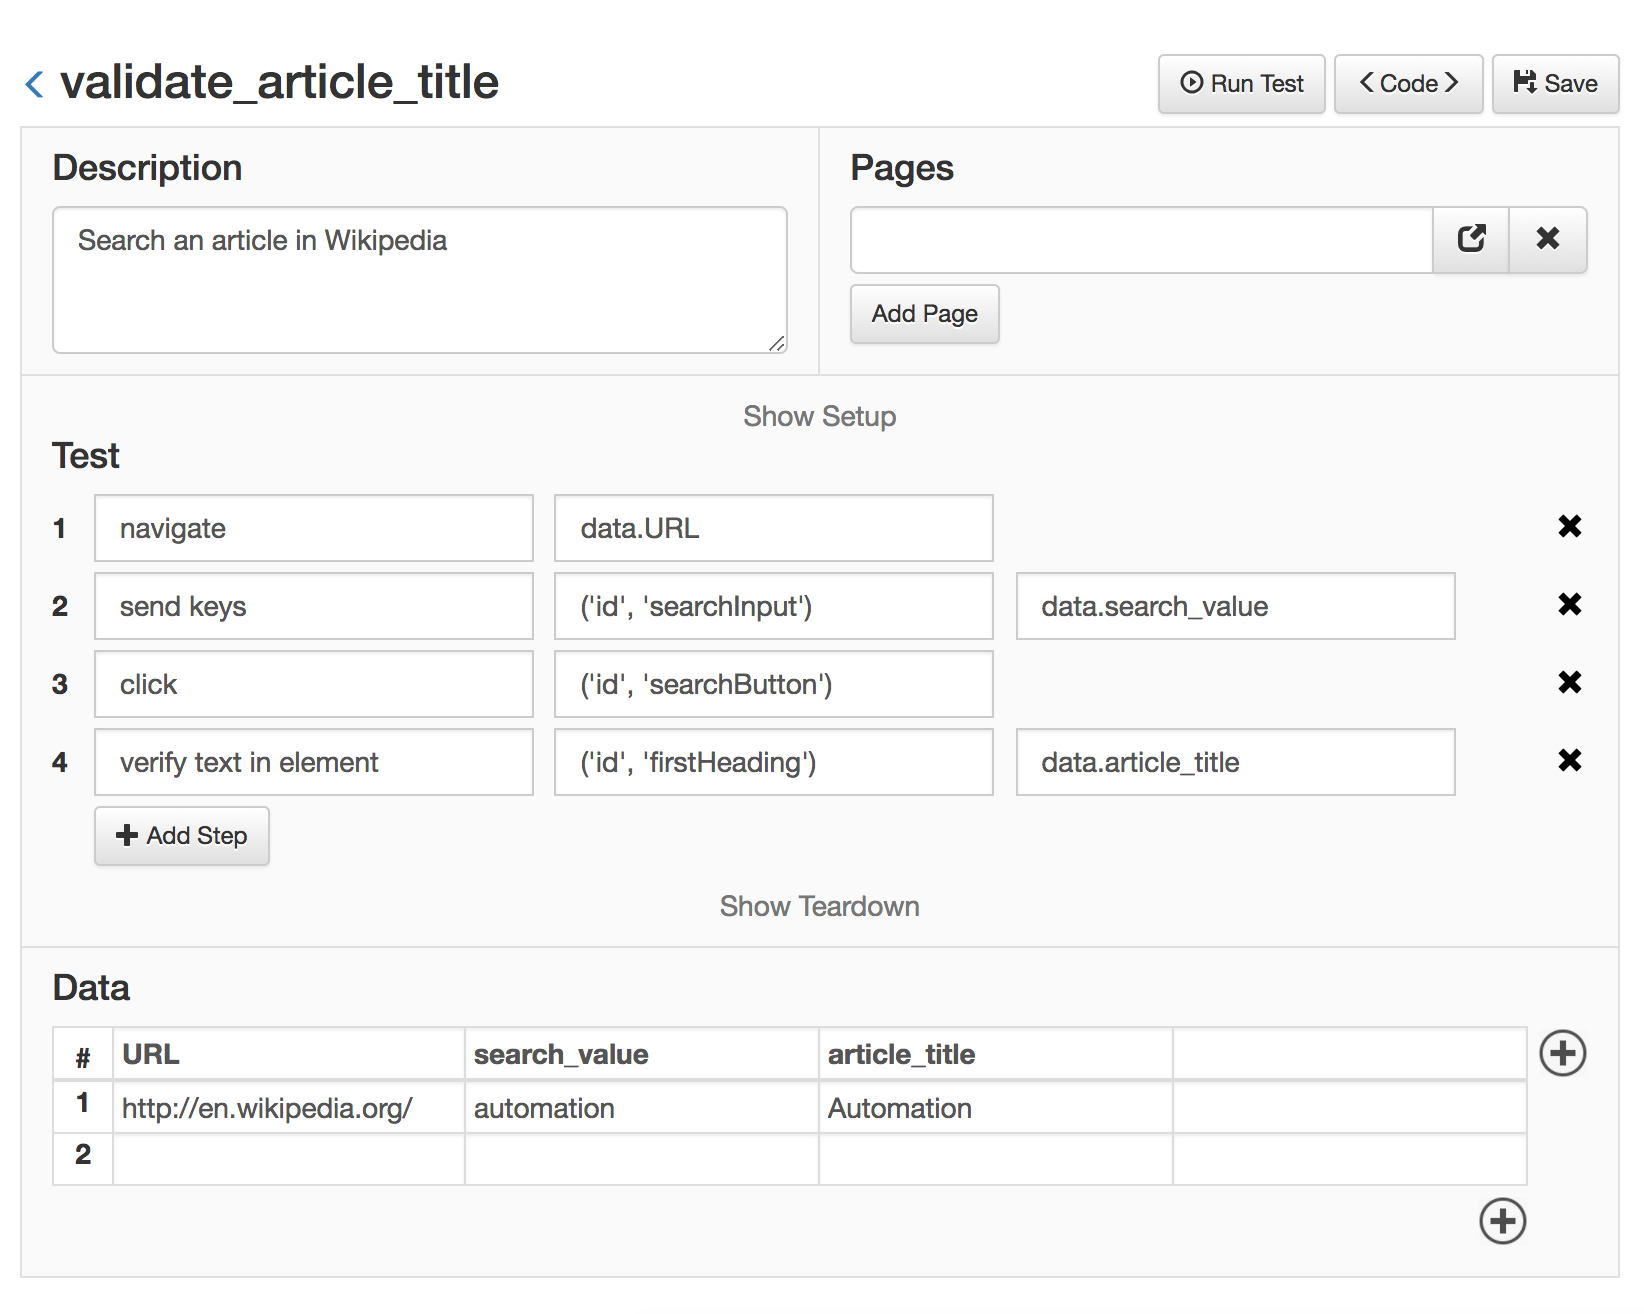 validate_article_title
Run Test
Code
Save
Description
Search an article in Wikipedia
Pages
Add Page
Show Setup
Test
1 navigate data.URL
2 send keys ('id', 'searchInput') data.search_value
3 click ('id', 'searchButton')
4 verify text in element ('id', 'firstHeading') data.article_title
Add Step
Show Teardown
Data
# URL search_value article_title
1 http://en.wikipedia.org/ automation Automation
2